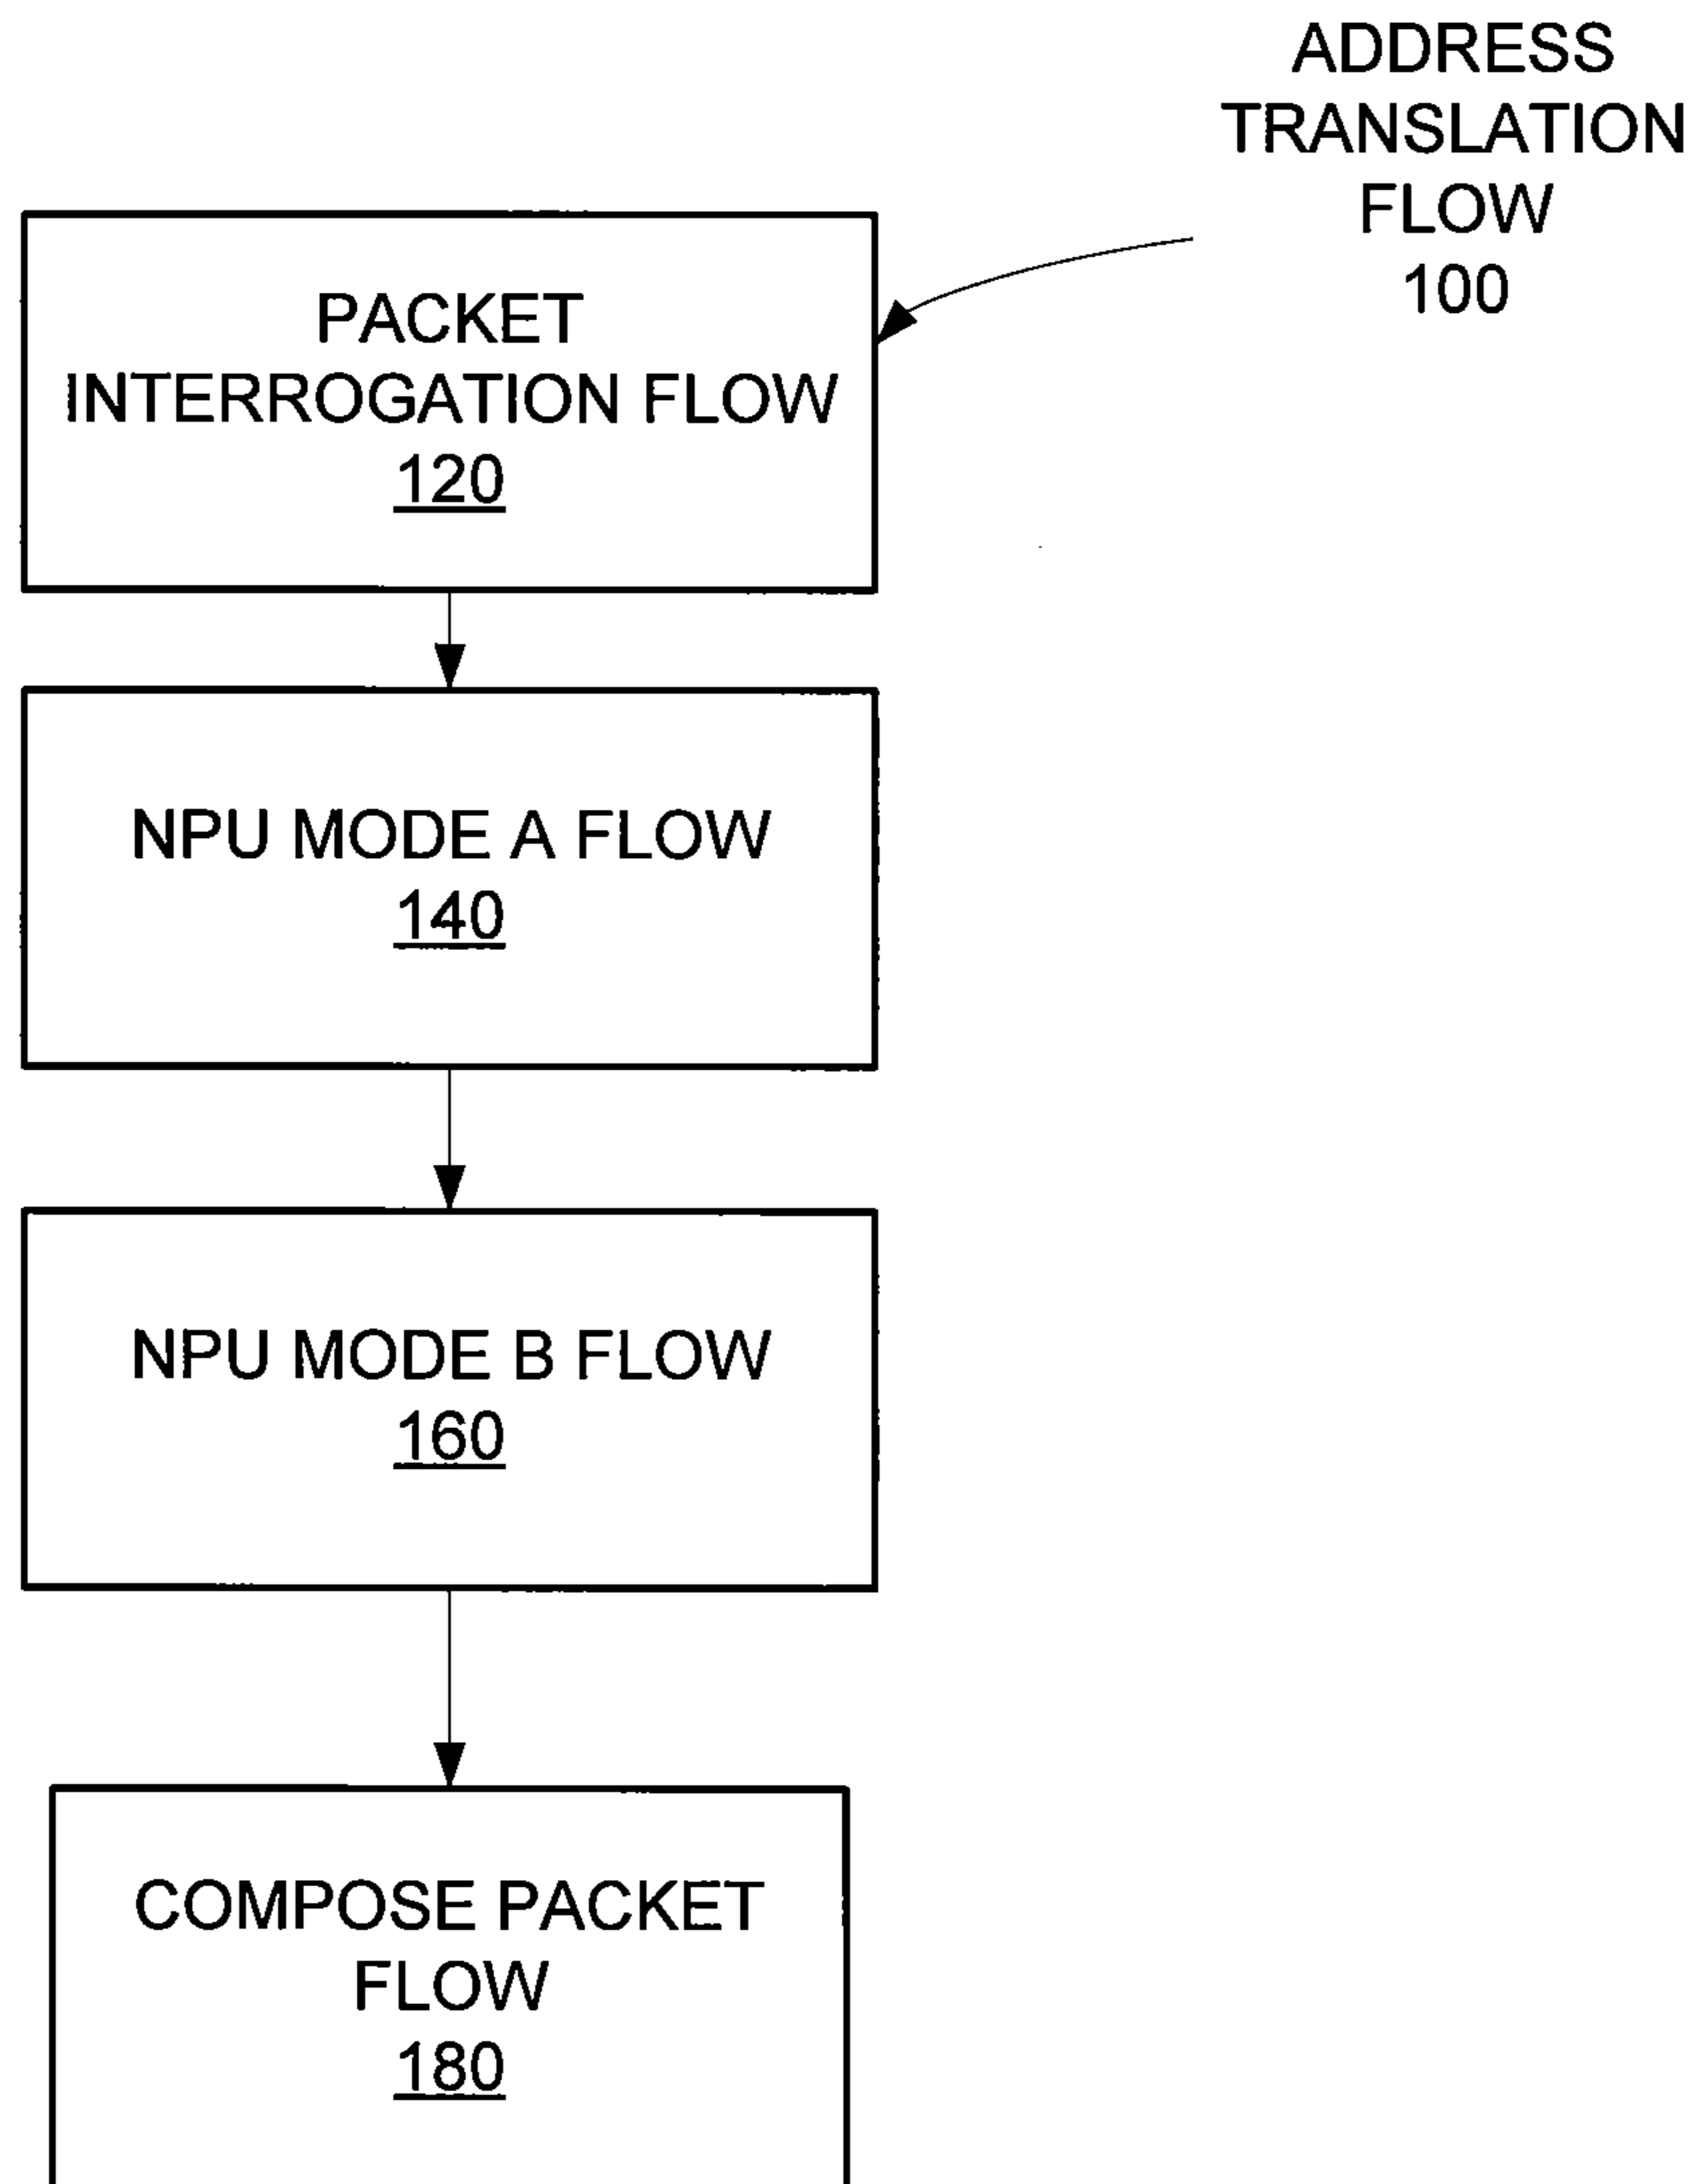 ADDRESS
TRANSLATION
FLOW
100
PACKET
INTERROGATION FLOW
120
NPU MODE A FLOW
140
NPU MODE B FLOW
160
COMPOSE PACKET
FLOW
180